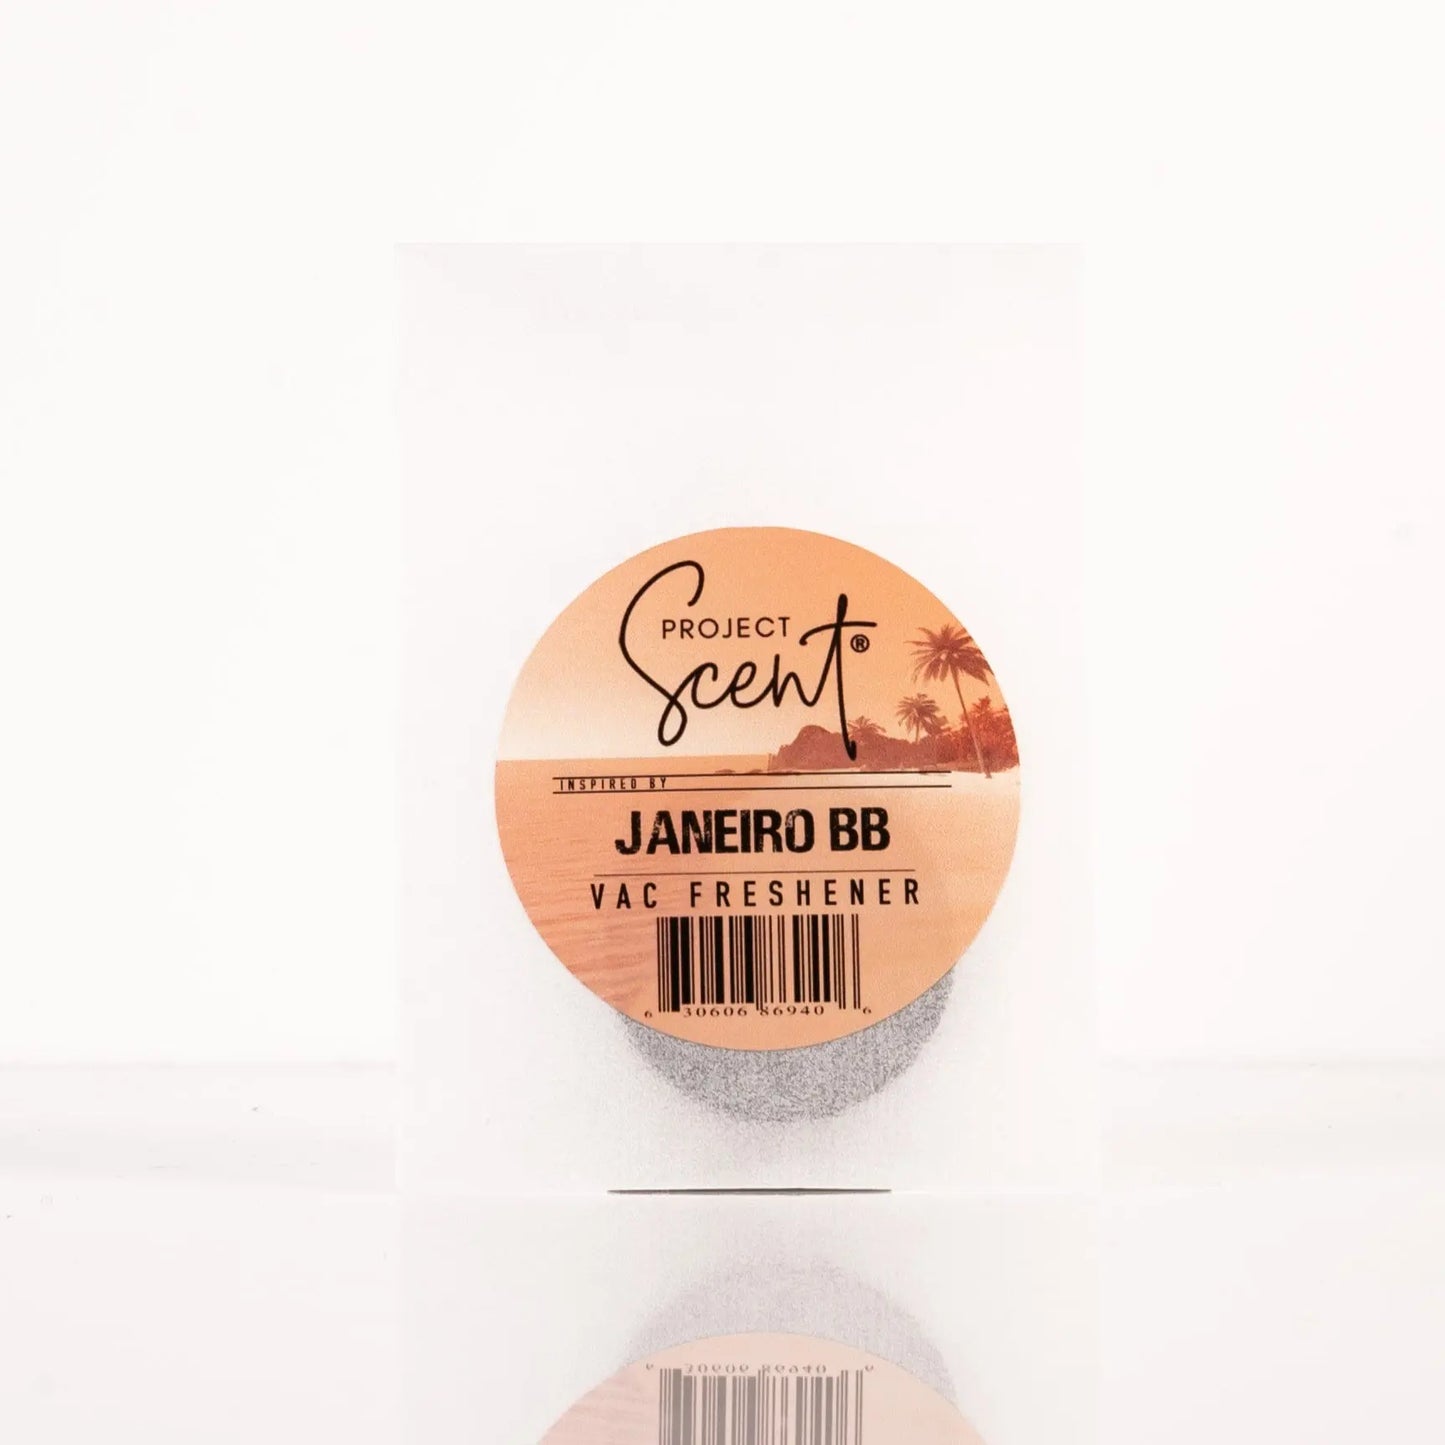 PROJECT
Scent®
INSPIRED BY
JANEIRO BB
VAC FRESHENER
6 30606 86940 6